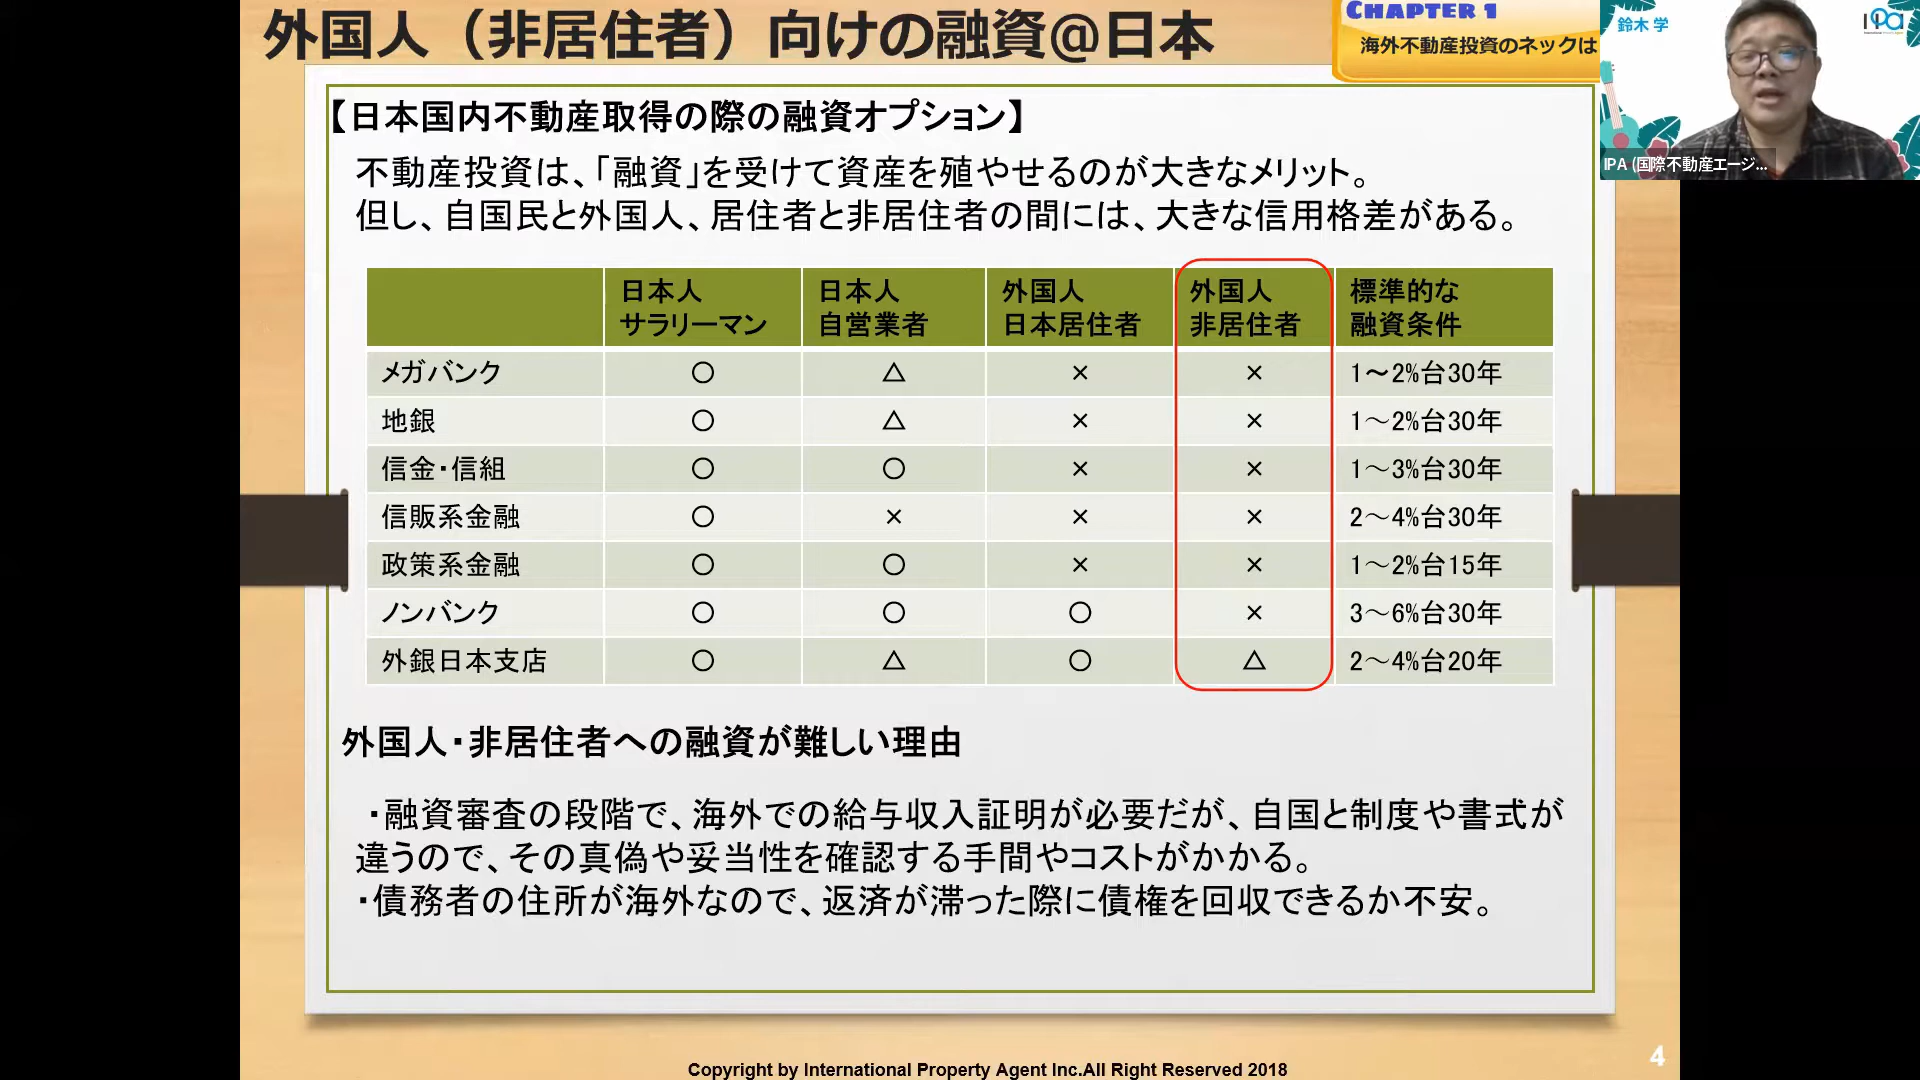 外国人（非居住者）向けの融資@日本
CHAPTER 1
海外不動産投資のネックは
鈴木 学
IPA
IPA (国際不動産エージ...
【日本国内不動産取得の際の融資オプション】
不動産投資は、「融資」を受けて資産を殖やせるのが大きなメリット。
但し、自国民と外国人、居住者と非居住者の間には、大きな信用格差がある。
日本人 サラリーマン 日本人 自営業者 外国人 日本居住者 外国人 非居住者 標準的な 融資条件
メガバンク ○ △ × × 1～2%台30年
地銀 ○ △ × × 1～2%台30年
信金・信組 ○ ○ × × 1～3%台30年
信販系金融 ○ × × × 2～4%台30年
政策系金融 ○ ○ × × 1～2%台15年
ノンバンク ○ ○ ○ × 3～6%台30年
外銀日本支店 ○ △ ○ △ 2～4%台20年
外国人・非居住者への融資が難しい理由
・融資審査の段階で、海外での給与収入証明が必要だが、自国と制度や書式が
違うので、その真偽や妥当性を確認する手間やコストがかかる。
・債務者の住所が海外なので、返済が滞った際に債権を回収できるか不安。
4
Copyright by International Property Agent Inc.All Right Reserved 2018